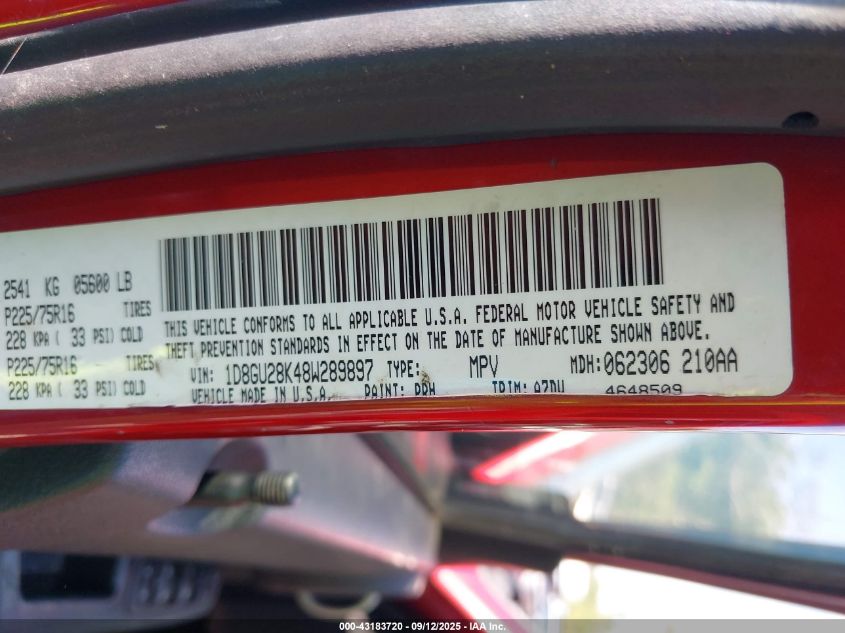 2541 KG 05600 LB
P225/75R16 TIRES
228 KPA ( 33 PSI) COLD
P225/75R16 TIRES
228 KPA ( 33 PSI) COLD
THIS VEHICLE CONFORMS TO ALL APPLICABLE U.S.A. FEDERAL MOTOR VEHICLE SAFETY AND
THEFT PREVENTION STANDARDS IN EFFECT ON THE DATE OF MANUFACTURE SHOWN ABOVE.
VIN: 1D8GU28K48W289897 TYPE: MPV MDH: 062306 210AA
VEHICLE MADE IN U.S.A. PAINT: PRH TRIM: A7DV 4648509
000-43183720 - 09/12/2025 - IAA Inc.